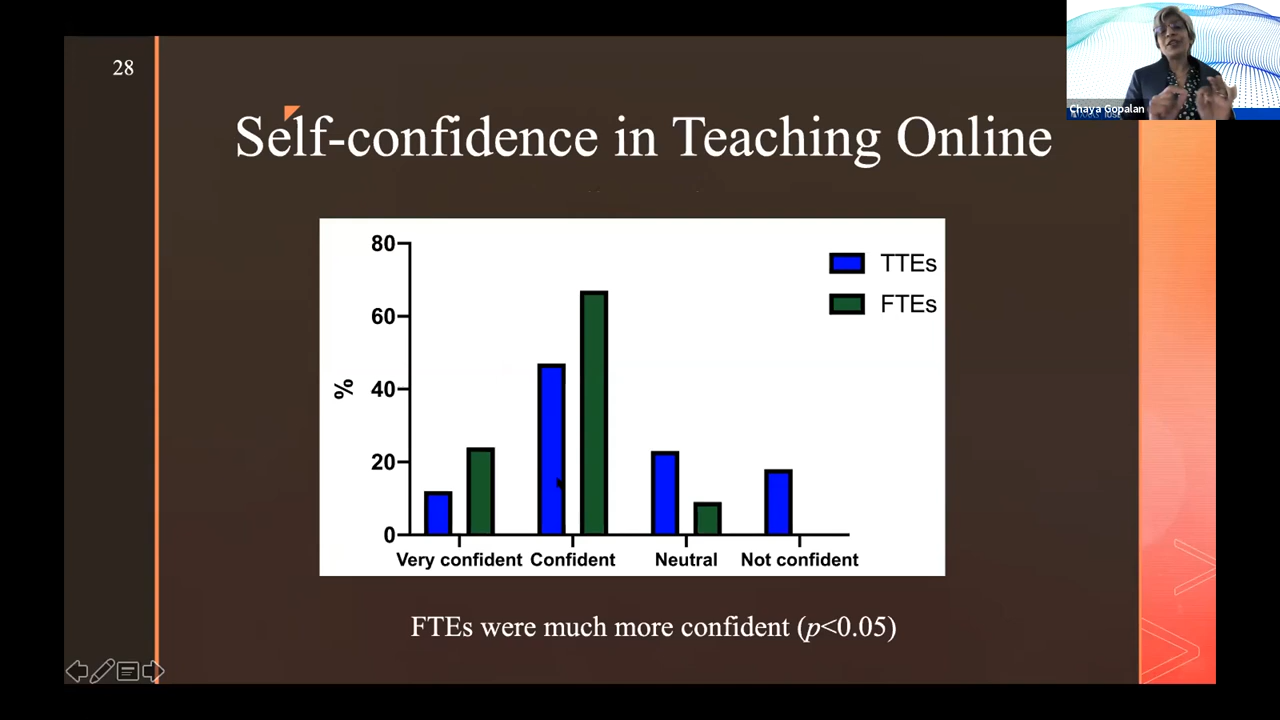 28
Chaya Gopalan
Self-confidence in Teaching Online
80
60
40
20
0
%
TTEs
FTEs
Very confident Confident Neutral Not confident
FTEs were much more confident (p<0.05)